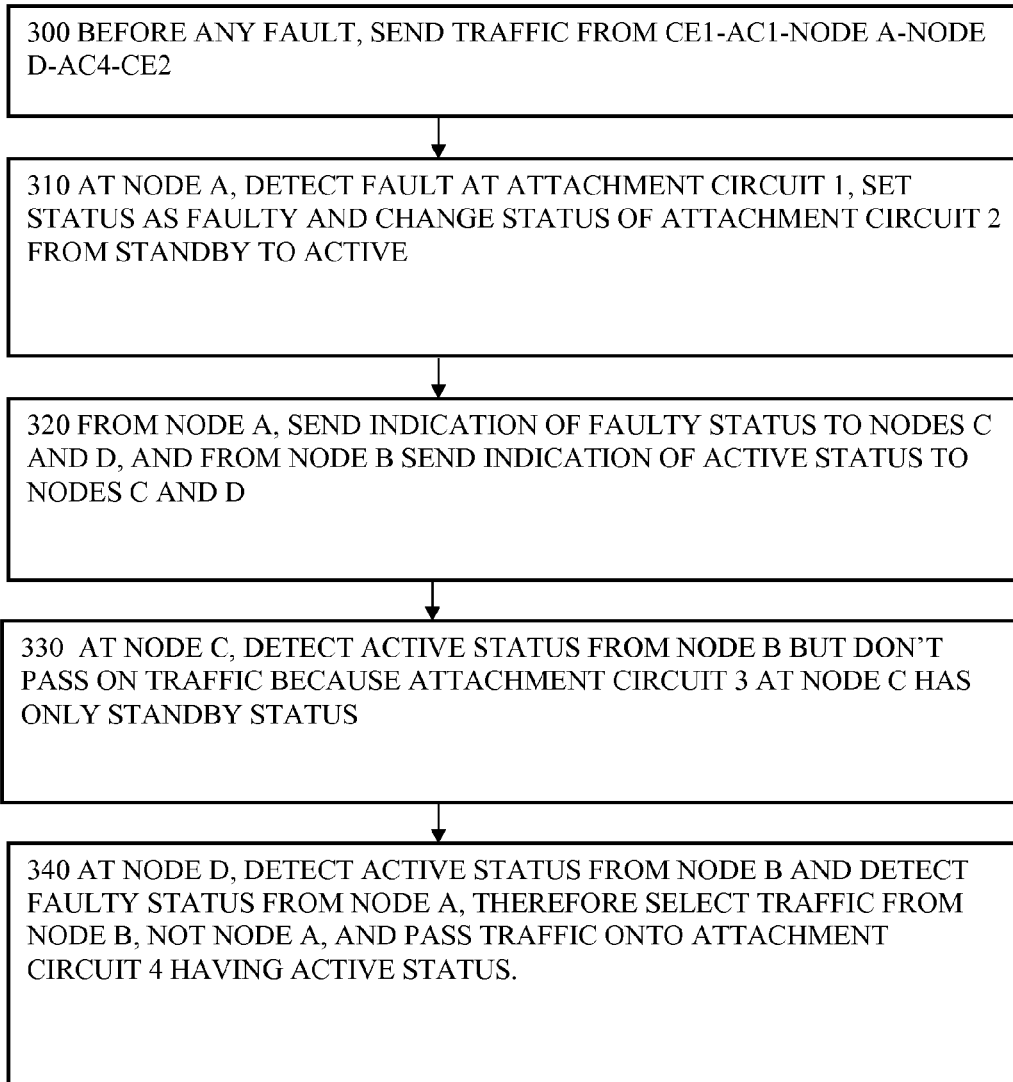 300 BEFORE ANY FAULT, SEND TRAFFIC FROM CE1-AC1-NODE A-NODE
D-AC4-CE2
310 AT NODE A, DETECT FAULT AT ATTACHMENT CIRCUIT 1, SET
STATUS AS FAULTY AND CHANGE STATUS OF ATTACHMENT CIRCUIT 2
FROM STANDBY TO ACTIVE
320 FROM NODE A, SEND INDICATION OF FAULTY STATUS TO NODES C
AND D, AND FROM NODE B SEND INDICATION OF ACTIVE STATUS TO
NODES C AND D
330 AT NODE C, DETECT ACTIVE STATUS FROM NODE B BUT DON'T
PASS ON TRAFFIC BECAUSE ATTACHMENT CIRCUIT 3 AT NODE C HAS
ONLY STANDBY STATUS
340 AT NODE D, DETECT ACTIVE STATUS FROM NODE B AND DETECT
FAULTY STATUS FROM NODE A, THEREFORE SELECT TRAFFIC FROM
NODE B, NOT NODE A, AND PASS TRAFFIC ONTO ATTACHMENT
CIRCUIT 4 HAVING ACTIVE STATUS.